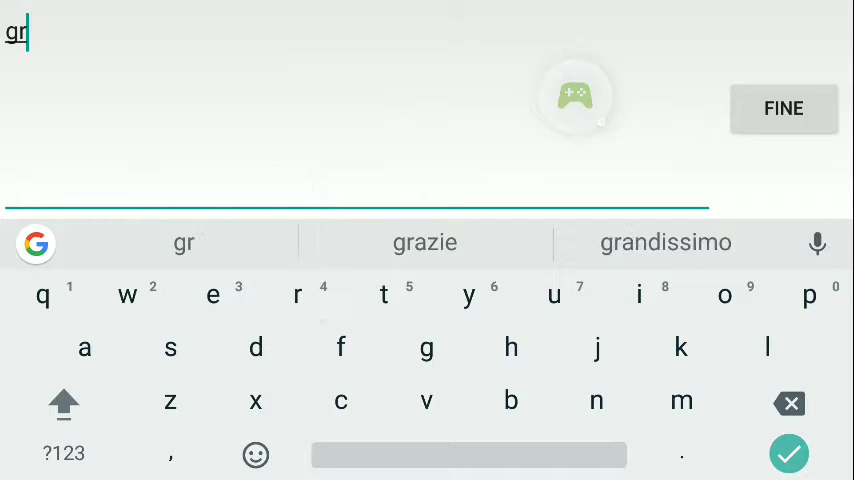 gr
FINE
gr grazie grandissimo
q 1 w 2 e 3 r 4 t 5 y 6 u 7 i 8 o 9 p 0
a s d f g h j k l
z x c v b n m
?123 , .